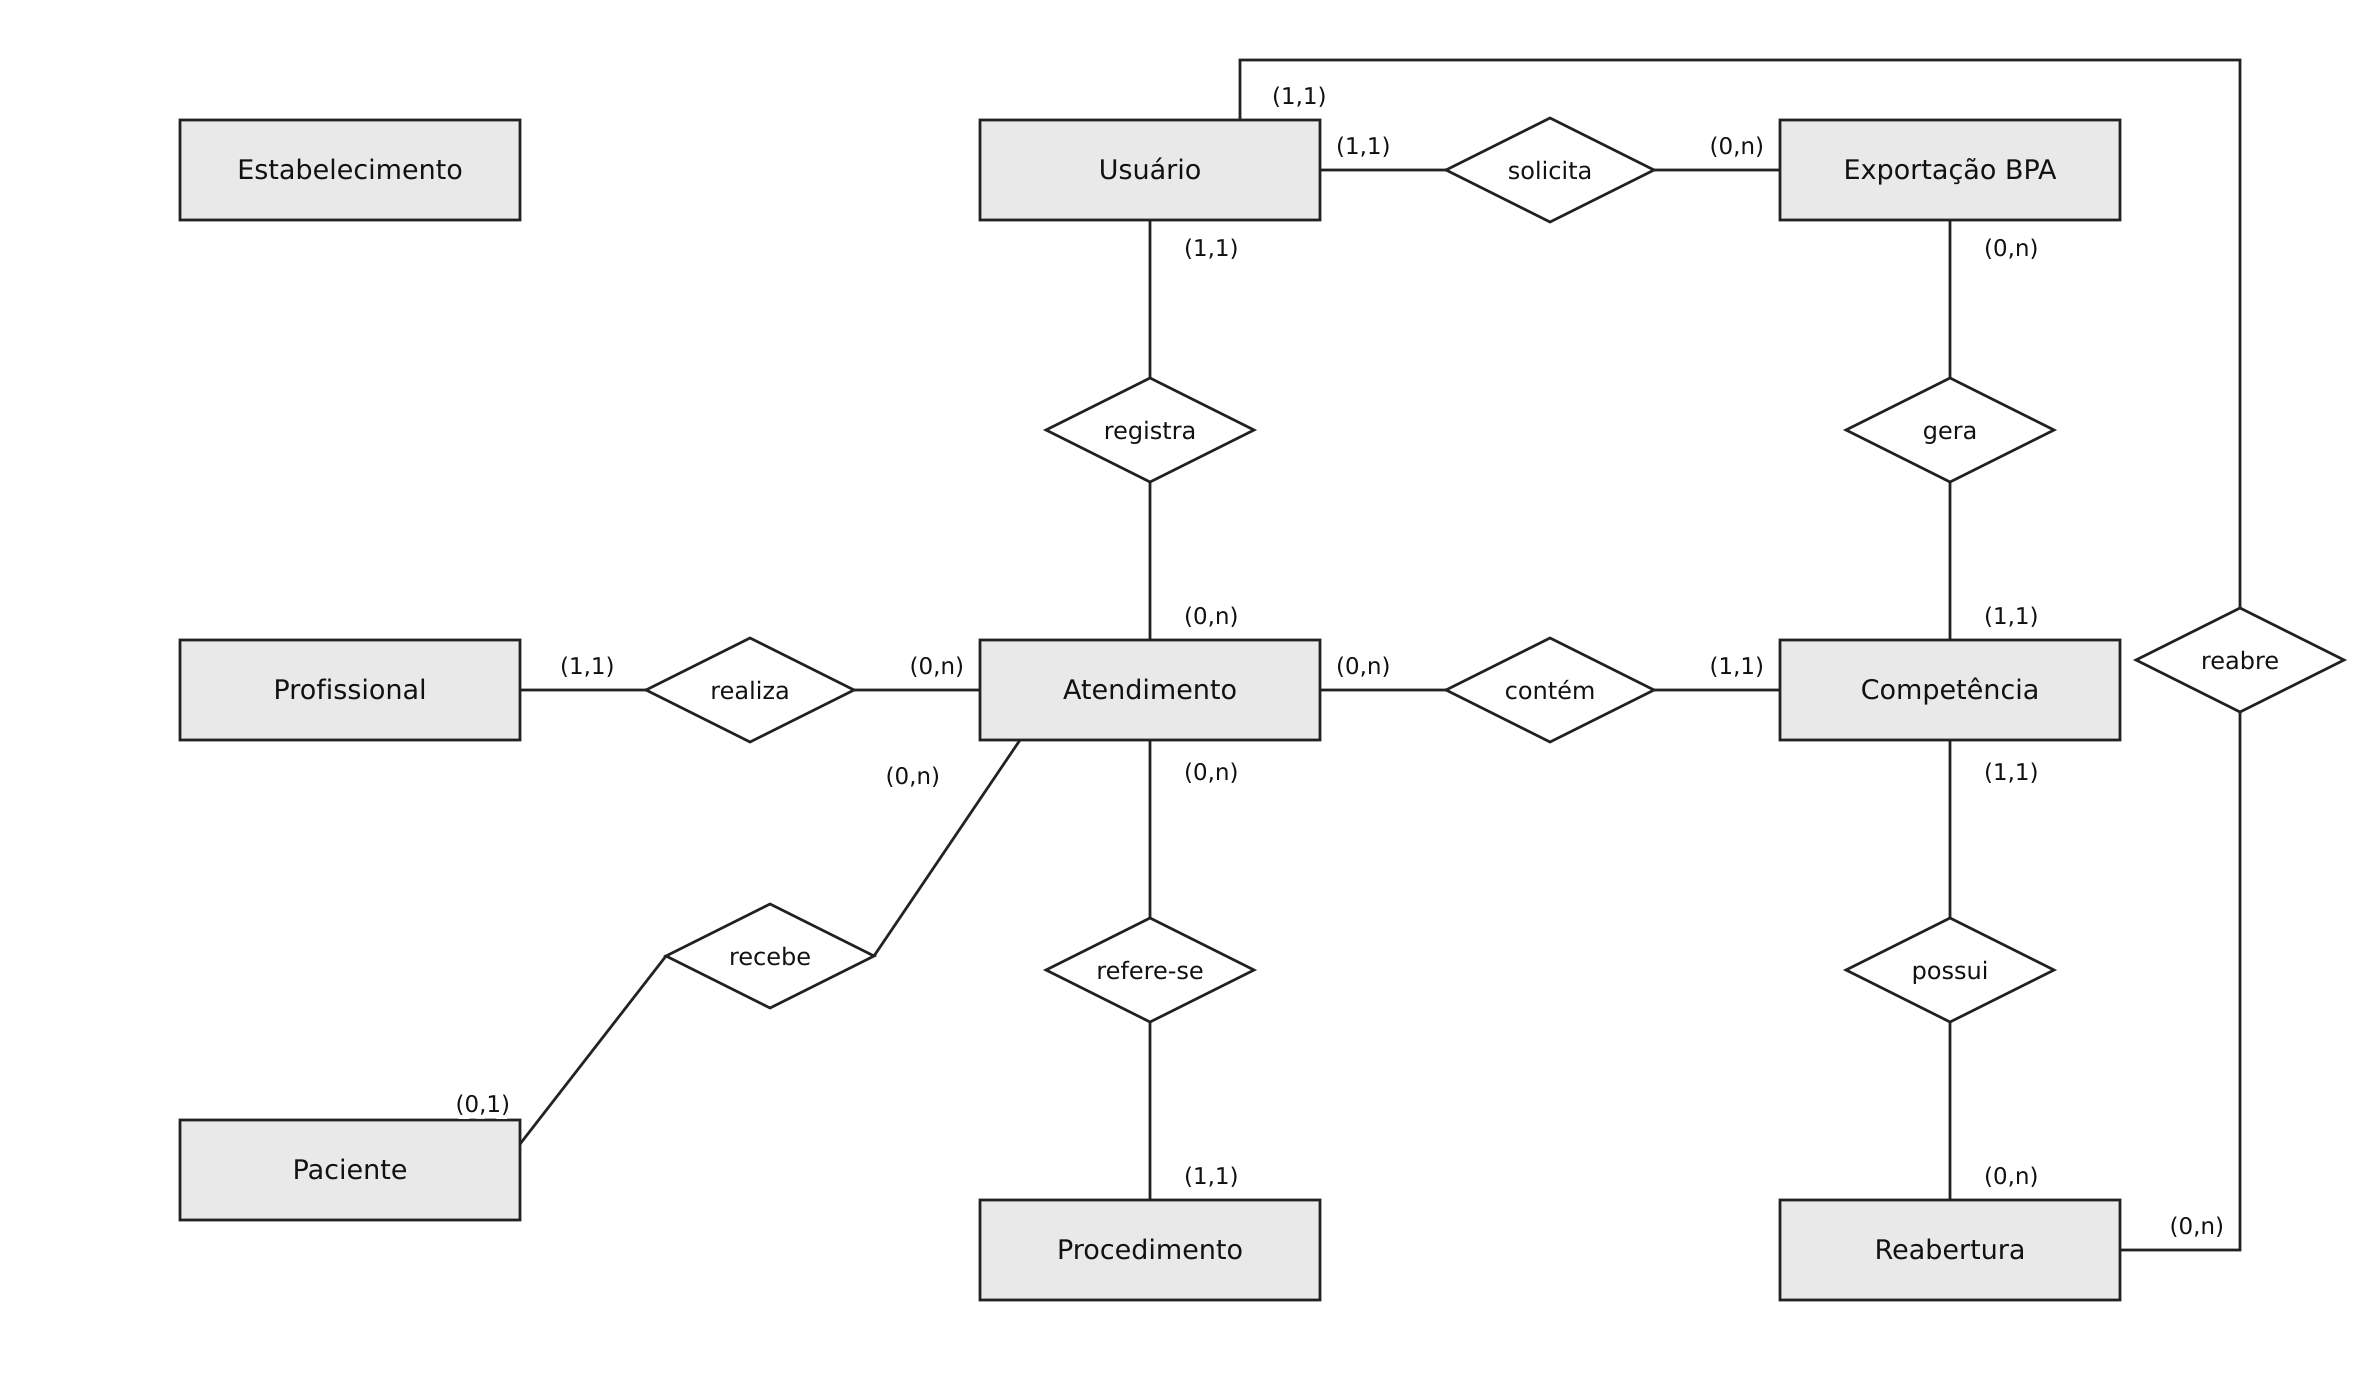 (1,1)
Estabelecimento
Usuário
(1,1)
solicita
(0,n)
Exportação BPA
(1,1)
(0,n)
registra
gera
(0,n)
(1,1)
Profissional
(1,1)
realiza
(0,n)
Atendimento
(0,n)
contém
(1,1)
Competência
reabre
(0,n)
(0,n)
(1,1)
recebe
refere-se
possui
(0,1)
Paciente
(1,1)
(0,n)
Procedimento
Reabertura
(0,n)